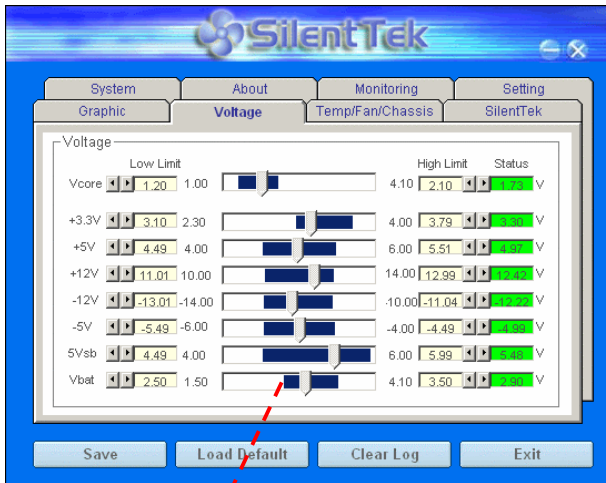 SilentTek
System About Monitoring Setting
Graphic Voltage Temp/Fan/Chassis SilentTek
Voltage
Low Limit High Limit Status
Vcore 1.20 1.00 4.10 2.10 1.73 V
+3.3V 3.10 2.30 4.00 3.79 3.30 V
+5V 4.49 4.00 6.00 5.51 4.97 V
+12V 11.01 10.00 14.00 12.99 12.42 V
-12V -13.01 -14.00 -10.00 -11.04 -12.22 V
-5V -5.49 -6.00 -4.00 -4.49 -4.99 V
5Vsb 4.49 4.00 6.00 5.99 5.48 V
Vbat 2.50 1.50 4.10 3.50 2.90 V
Save Load Default Clear Log Exit